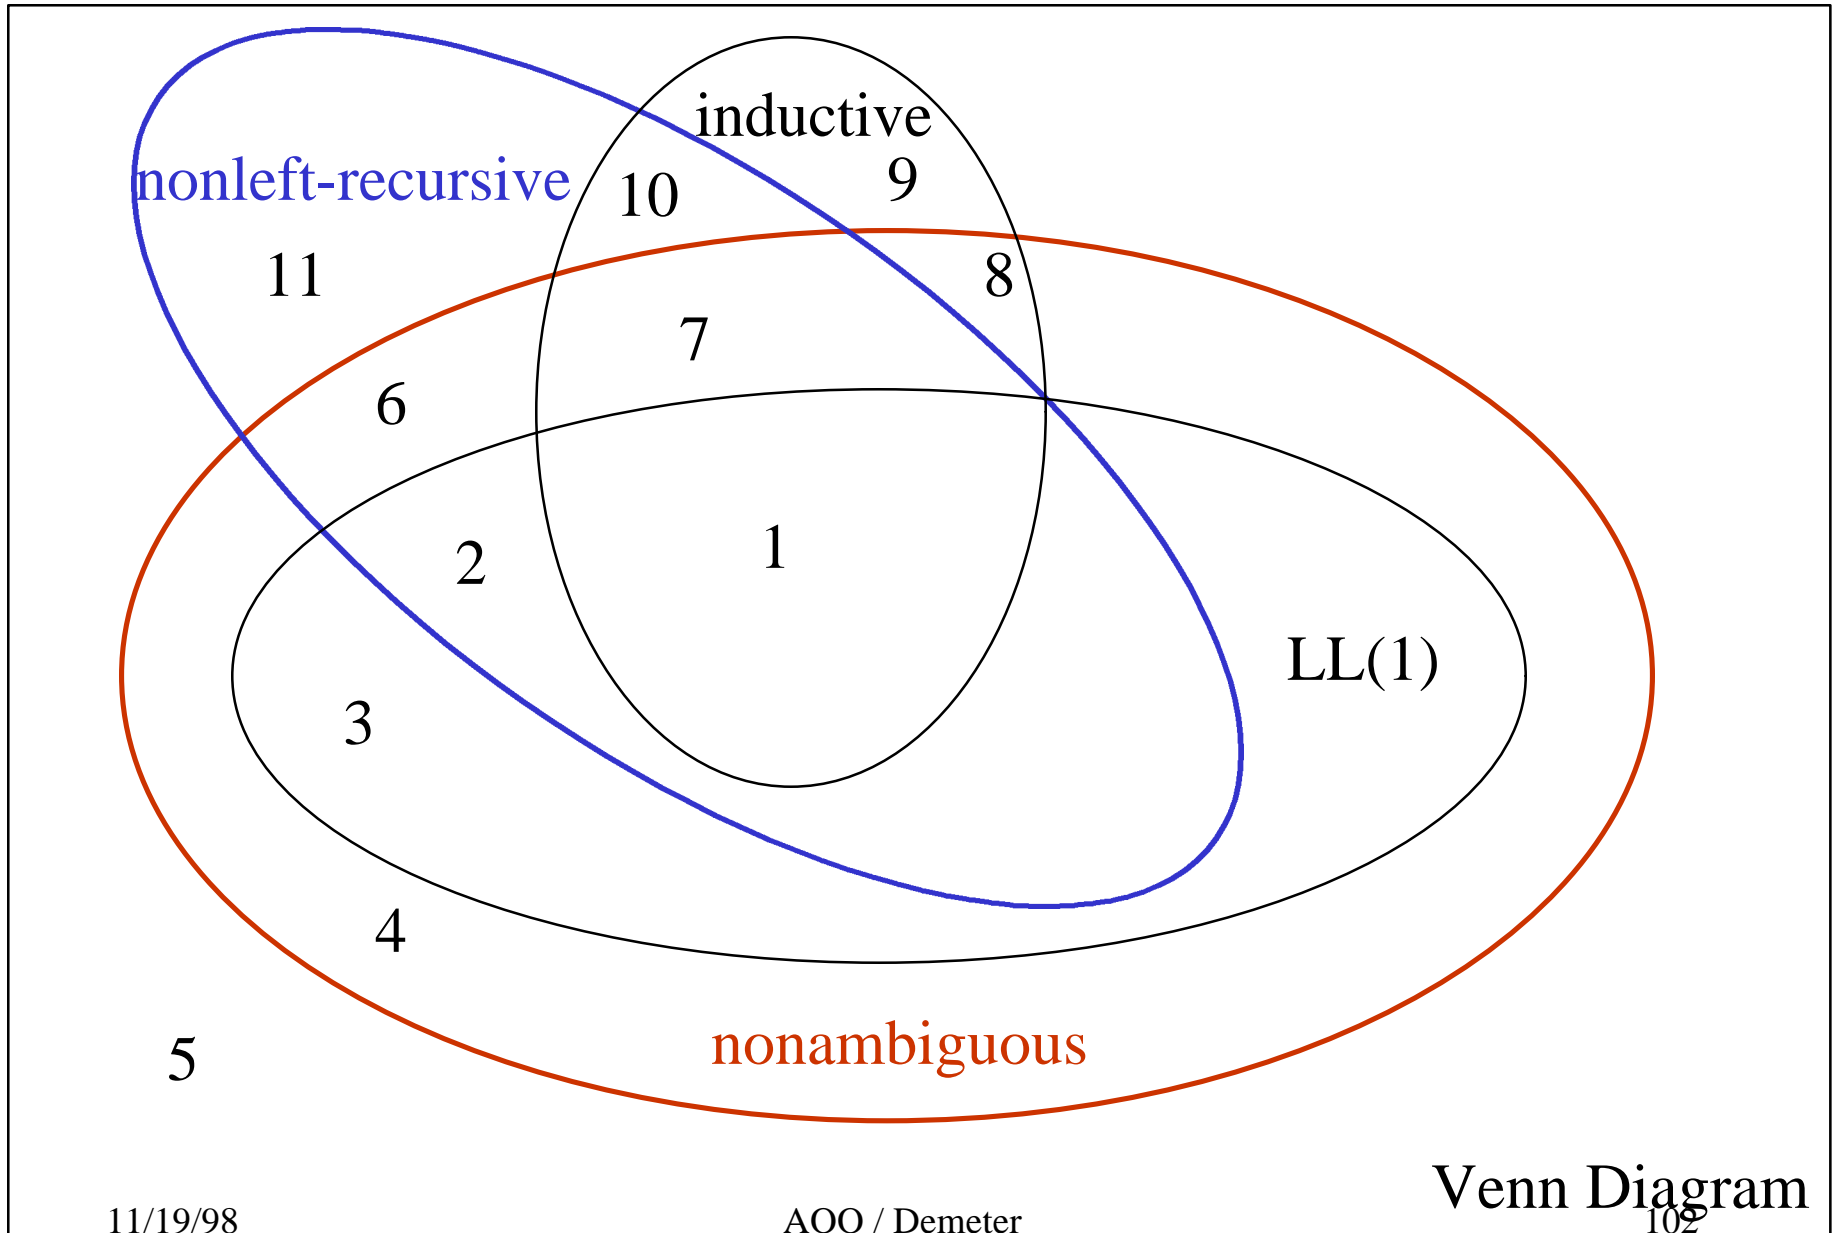 inductive
nonleft-recursive
10
9
11
8
7
6
2
1
LL(1)
3
4
5
nonambiguous
Venn Diagram
11/19/98
AOO / Demeter
102